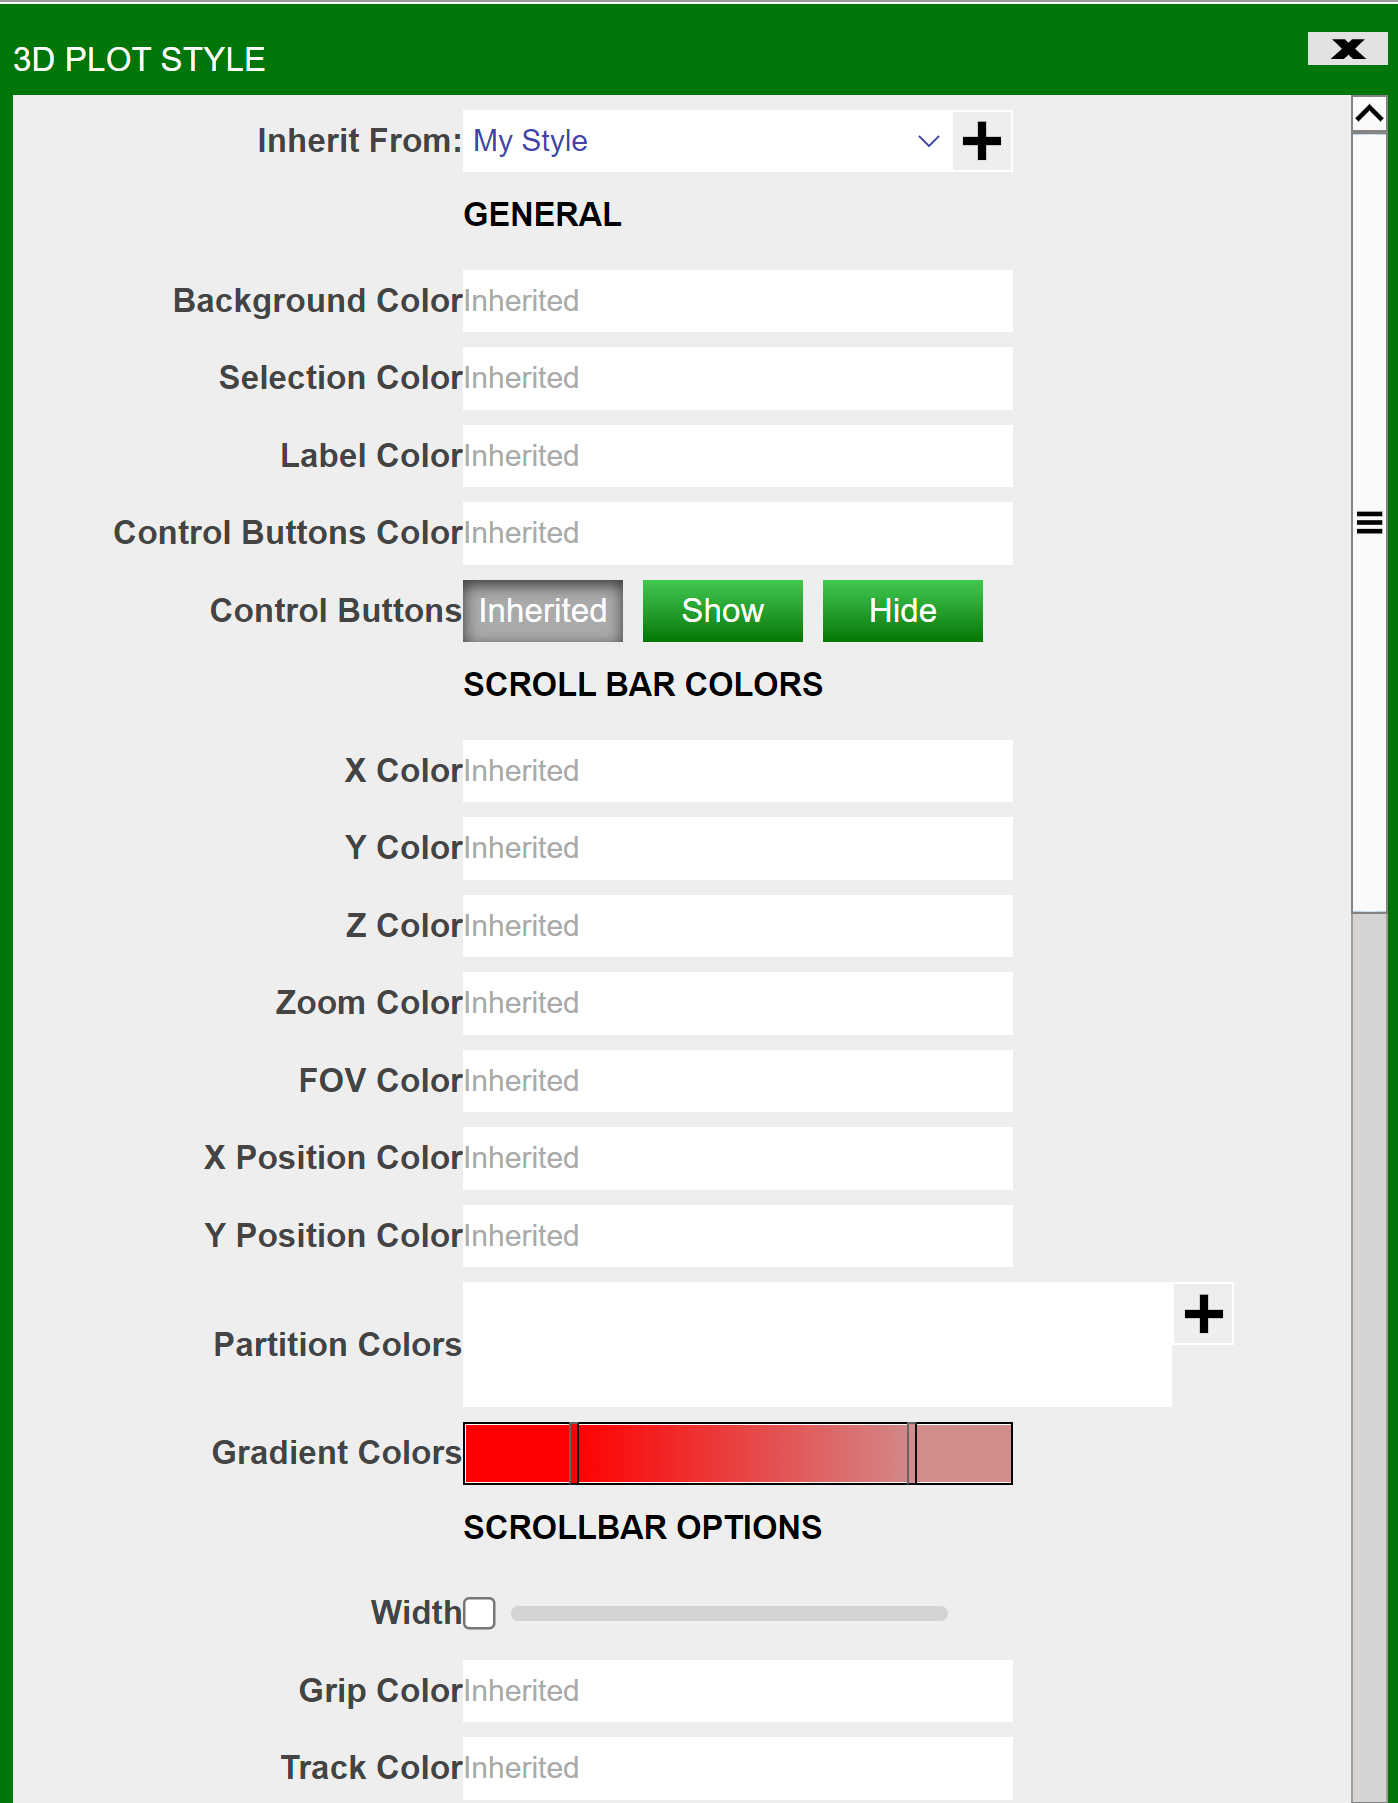 3D PLOT STYLE
Inherit From: My Style
GENERAL
Background Color Inherited
Selection Color Inherited
Label Color Inherited
Control Buttons Color Inherited
Control Buttons Inherited Show Hide
SCROLL BAR COLORS
X Color Inherited
Y Color Inherited
Z Color Inherited
Zoom Color Inherited
FOV Color Inherited
X Position Color Inherited
Y Position Color Inherited
Partition Colors
Gradient Colors
SCROLLBAR OPTIONS
Width
Grip Color Inherited
Track Color Inherited